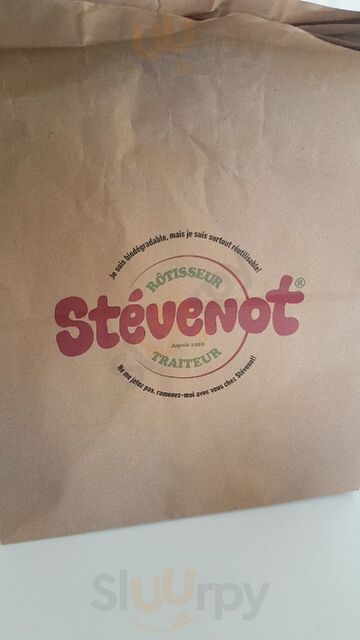 Je suis biodégradable, mais je suis surtout réutilisable!
RÔTISSEUR
Stévenot®
TRAITEUR
Ne me jetez pas, ramenez-moi avec vous chez Stévenot!
Sluurpy